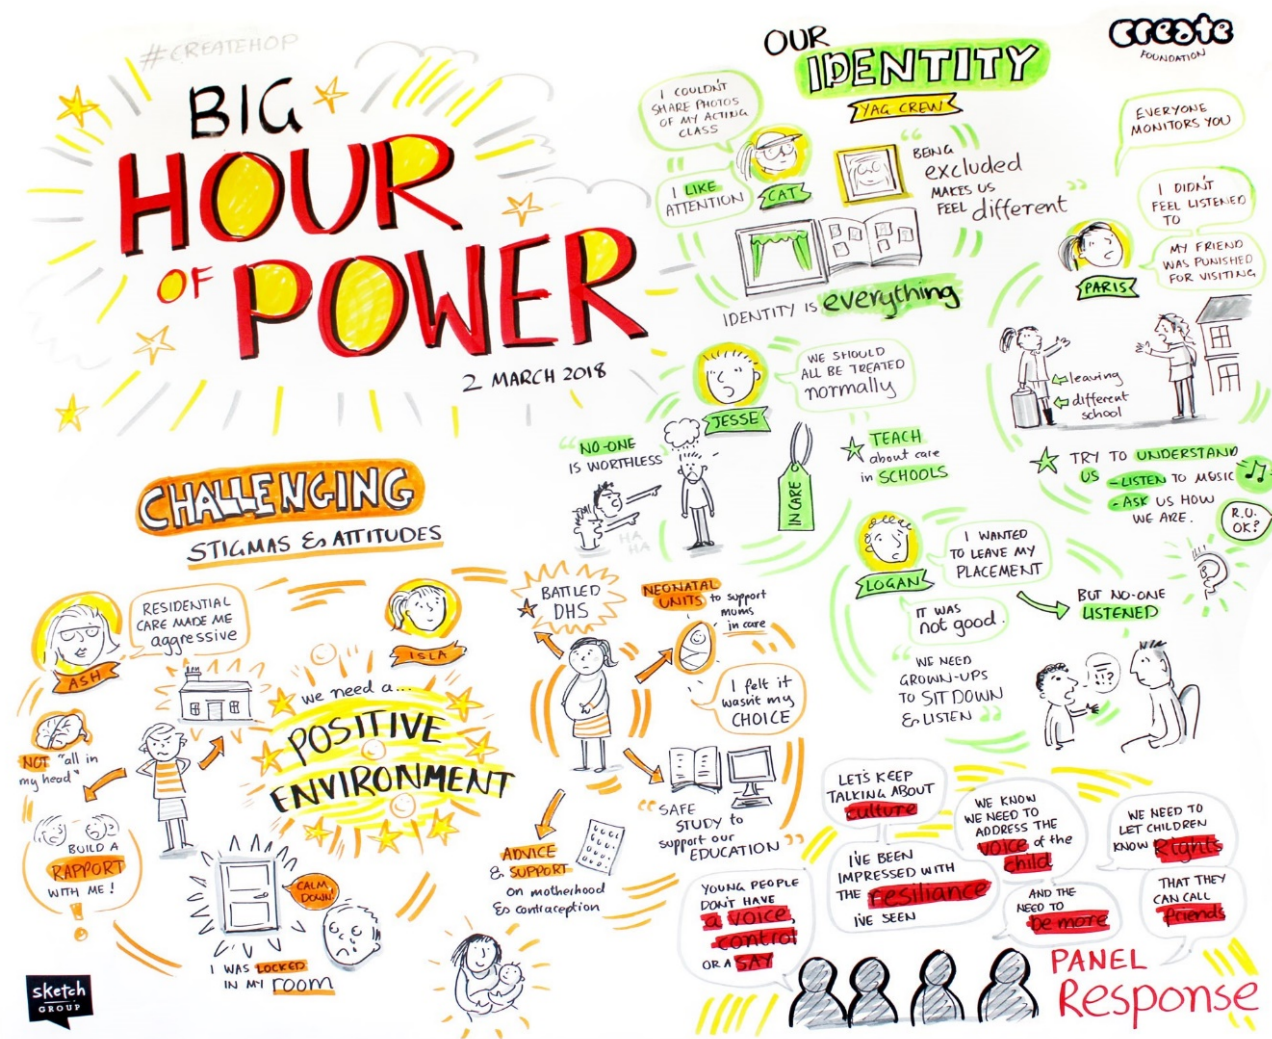 #CREATEHOP
BIG
HOUR
OF POWER
2 MARCH 2018
OUR
IDENTITY
YAG CREW
create
FOUNDATION
I COULDN'T
SHARE PHOTOS
OF MY ACTING
CLASS
I LIKE
ATTENTION
CAT
"BEING
excluded
MAKES US
FEEL different"
IDENTITY IS everything
EVERYONE
MONITORS YOU
I DIDN'T
FEEL LISTENED
TO
MY FRIEND
WAS PUNISHED
FOR VISITING
PARIS
leaving
different
school
TRY TO UNDERSTAND
US - LISTEN TO MUSIC
- ASK US HOW
WE ARE.
R.U.
OK?
WE SHOULD
ALL BE TREATED
normally
JESSE
"NO-ONE
IS WORTHLESS
HA
HA
IN CARE
TEACH
about care
in SCHOOLS
I WANTED
TO LEAVE MY
PLACEMENT
LOGAN
IT WAS
not good.
BUT NO-ONE
LISTENED
"WE NEED
GROWN-UPS
TO SIT DOWN
& LISTEN"
!?
CHALLENGING
STIGMAS & ATTITUDES
RESIDENTIAL
CARE MADE ME
aggressive
ASH
NOT "all in
my head"
BUILD A
RAPPORT
WITH ME!
!
CALM
DOWN!
I WAS LOCKED
IN MY room
we need a...
POSITIVE
ENVIRONMENT
ISLA
BATTLED
DHS
NEONATAL
UNITS to support
mums
in care
I felt it
wasnt my
CHOICE
"SAFE
STUDY to
support our
EDUCATION"
ADVICE
& SUPPORT
on motherhood
& contraception
LET'S KEEP
TALKING ABOUT
culture
I'VE BEEN
IMPRESSED WITH
THE resiliance
I'VE SEEN
WE KNOW
WE NEED TO
ADDRESS THE
voice of the
child
AND THE
NEED TO
be more
WE NEED TO
LET CHILDREN
KNOW Rights
THAT THEY
CAN CALL
friends
YOUNG PEOPLE
DON'T HAVE
a voice,
control
OR A SAY
PANEL
Response
sketch
GROUP